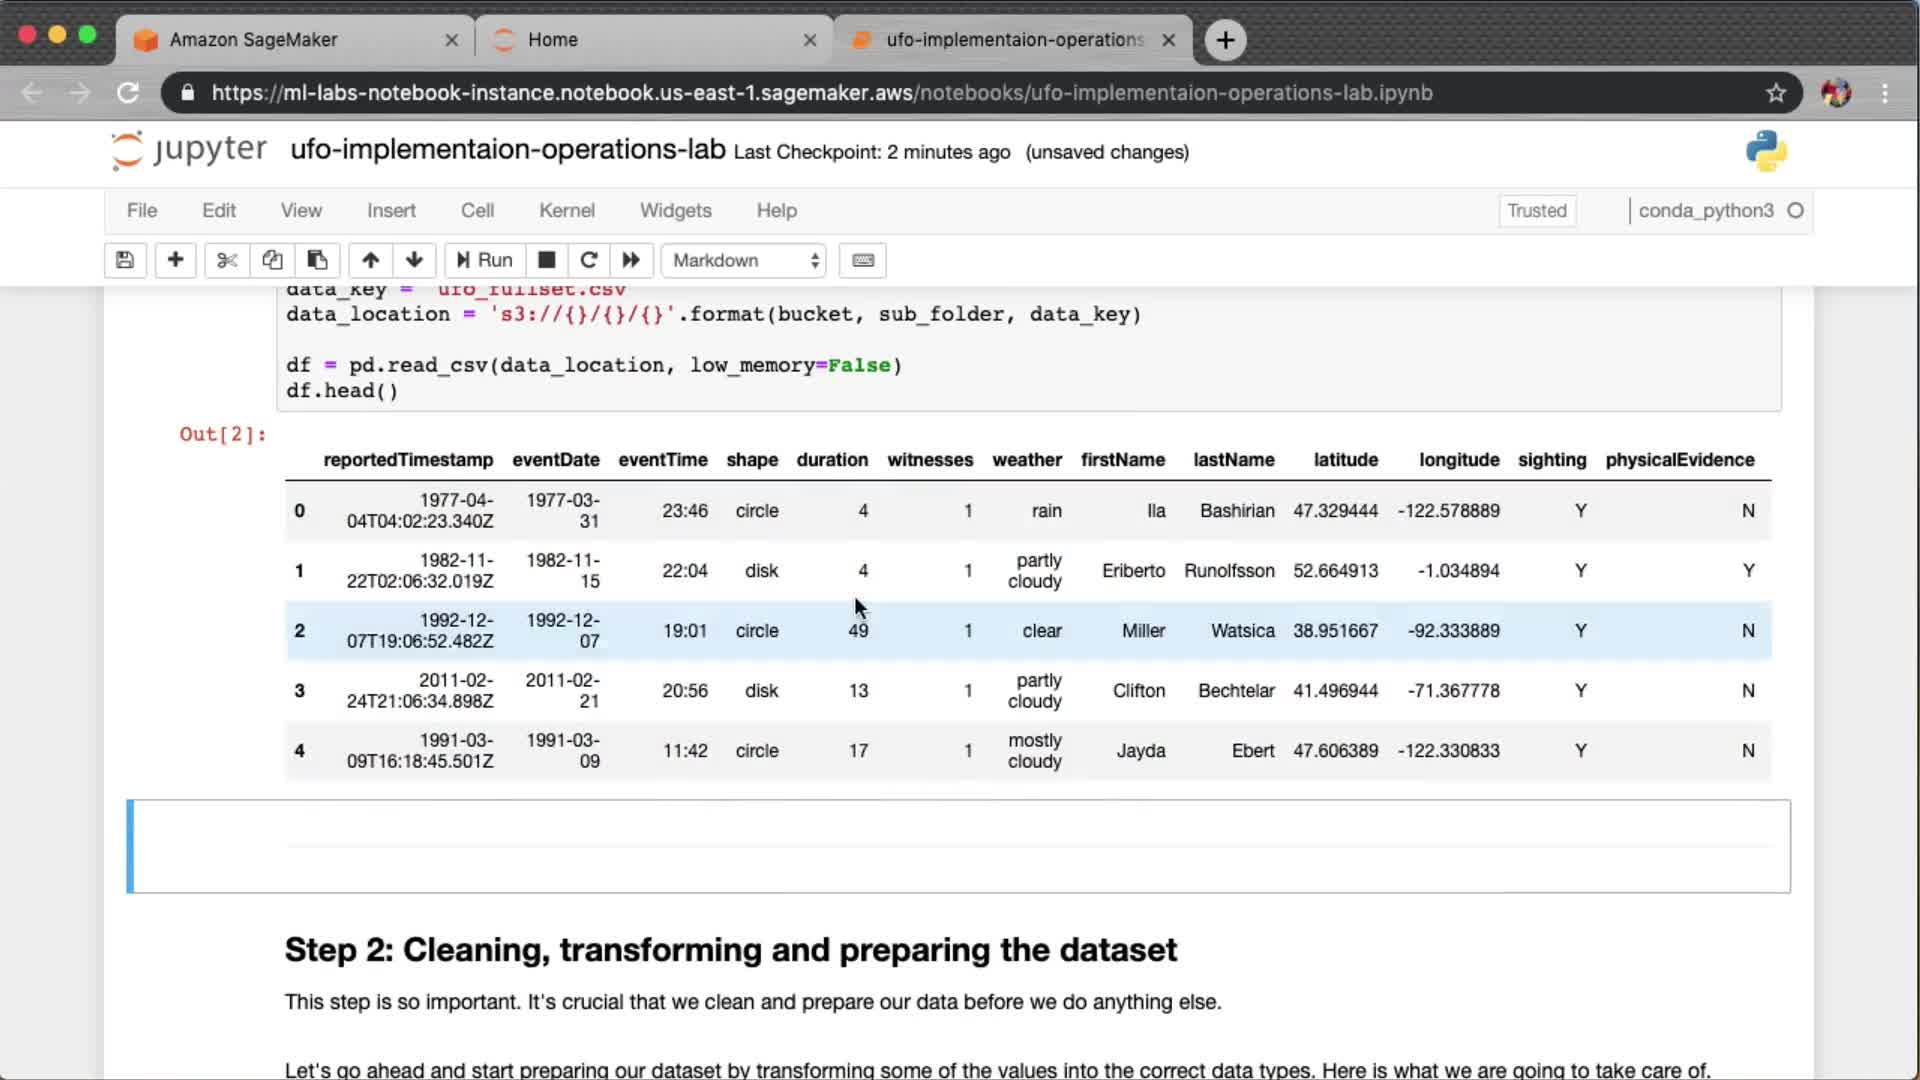 Amazon SageMaker
Home
ufo-implementaion-operations
https://ml-labs-notebook-instance.notebook.us-east-1.sagemaker.aws/notebooks/ufo-implementaion-operations-lab.ipynb
jupyter ufo-implementaion-operations-lab Last Checkpoint: 2 minutes ago (unsaved changes)
File Edit View Insert Cell Kernel Widgets Help Trusted conda_python3
Run Markdown
data_key = 'ufo_fullset.csv'
data_location = 's3://{}/{}/{}'.format(bucket, sub_folder, data_key)
df = pd.read_csv(data_location, low_memory=False)
df.head()
Out[2]:
reportedTimestamp eventDate eventTime shape duration witnesses weather firstName lastName latitude longitude sighting physicalEvidence
0 1977-04-04T04:02:23.340Z 1977-03-31 23:46 circle 4 1 rain Ila Bashirian 47.329444 -122.578889 Y N
1 1982-11-22T02:06:32.019Z 1982-11-15 22:04 disk 4 1 partly cloudy Eriberto Runolfsson 52.664913 -1.034894 Y Y
2 1992-12-07T19:06:52.482Z 1992-12-07 19:01 circle 49 1 clear Miller Watsica 38.951667 -92.333889 Y N
3 2011-02-24T21:06:34.898Z 2011-02-21 20:56 disk 13 1 partly cloudy Clifton Bechtelar 41.496944 -71.367778 Y N
4 1991-03-09T16:18:45.501Z 1991-03-09 11:42 circle 17 1 mostly cloudy Jayda Ebert 47.606389 -122.330833 Y N
Step 2: Cleaning, transforming and preparing the dataset
This step is so important. It's crucial that we clean and prepare our data before we do anything else.
Let's go ahead and start preparing our dataset by transforming some of the values into the correct data types. Here is what we are going to take care of.